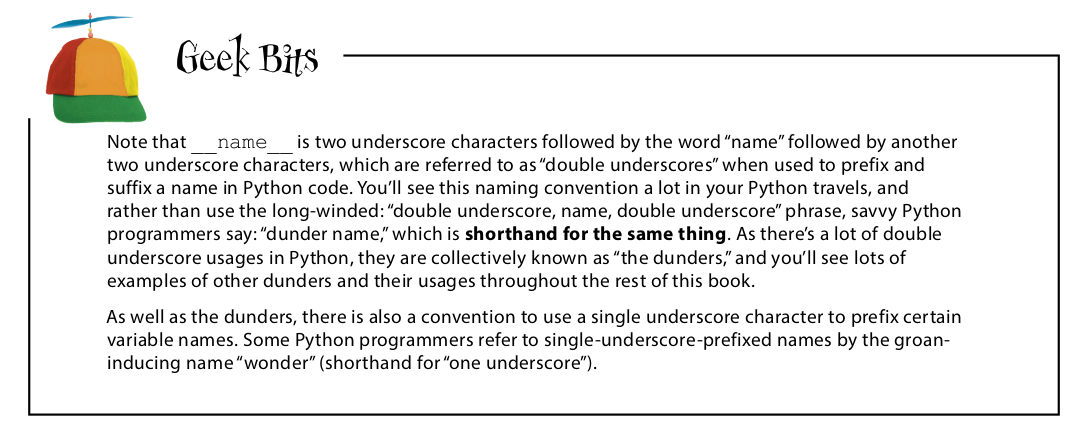 Geek Bits
Note that __name__ is two underscore characters followed by the word “name” followed by another
two underscore characters, which are referred to as “double underscores” when used to prefix and
suffix a name in Python code. You’ll see this naming convention a lot in your Python travels, and
rather than use the long-winded: “double underscore, name, double underscore” phrase, savvy Python
programmers say: “dunder name,” which is shorthand for the same thing. As there’s a lot of double
underscore usages in Python, they are collectively known as “the dunders,” and you’ll see lots of
examples of other dunders and their usages throughout the rest of this book.
As well as the dunders, there is also a convention to use a single underscore character to prefix certain
variable names. Some Python programmers refer to single-underscore-prefixed names by the groan-
inducing name “wonder” (shorthand for “one underscore”).